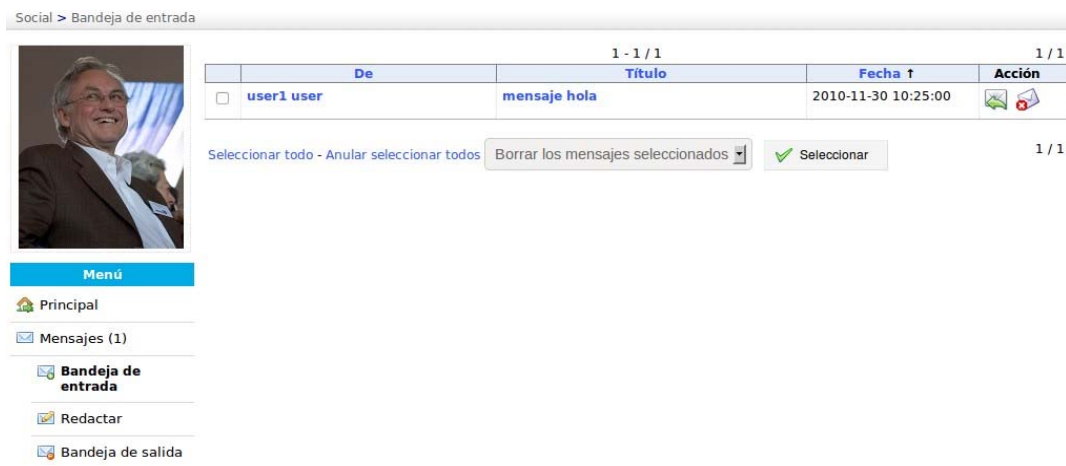 Social > Bandeja de entrada
1 - 1 / 1 1 / 1
De Título Fecha ↑ Acción
user1 user mensaje hola 2010-11-30 10:25:00
Seleccionar todo - Anular seleccionar todos Borrar los mensajes seleccionados Seleccionar 1 / 1
Menú
Principal
Mensajes (1)
Bandeja de
entrada
Redactar
Bandeja de salida